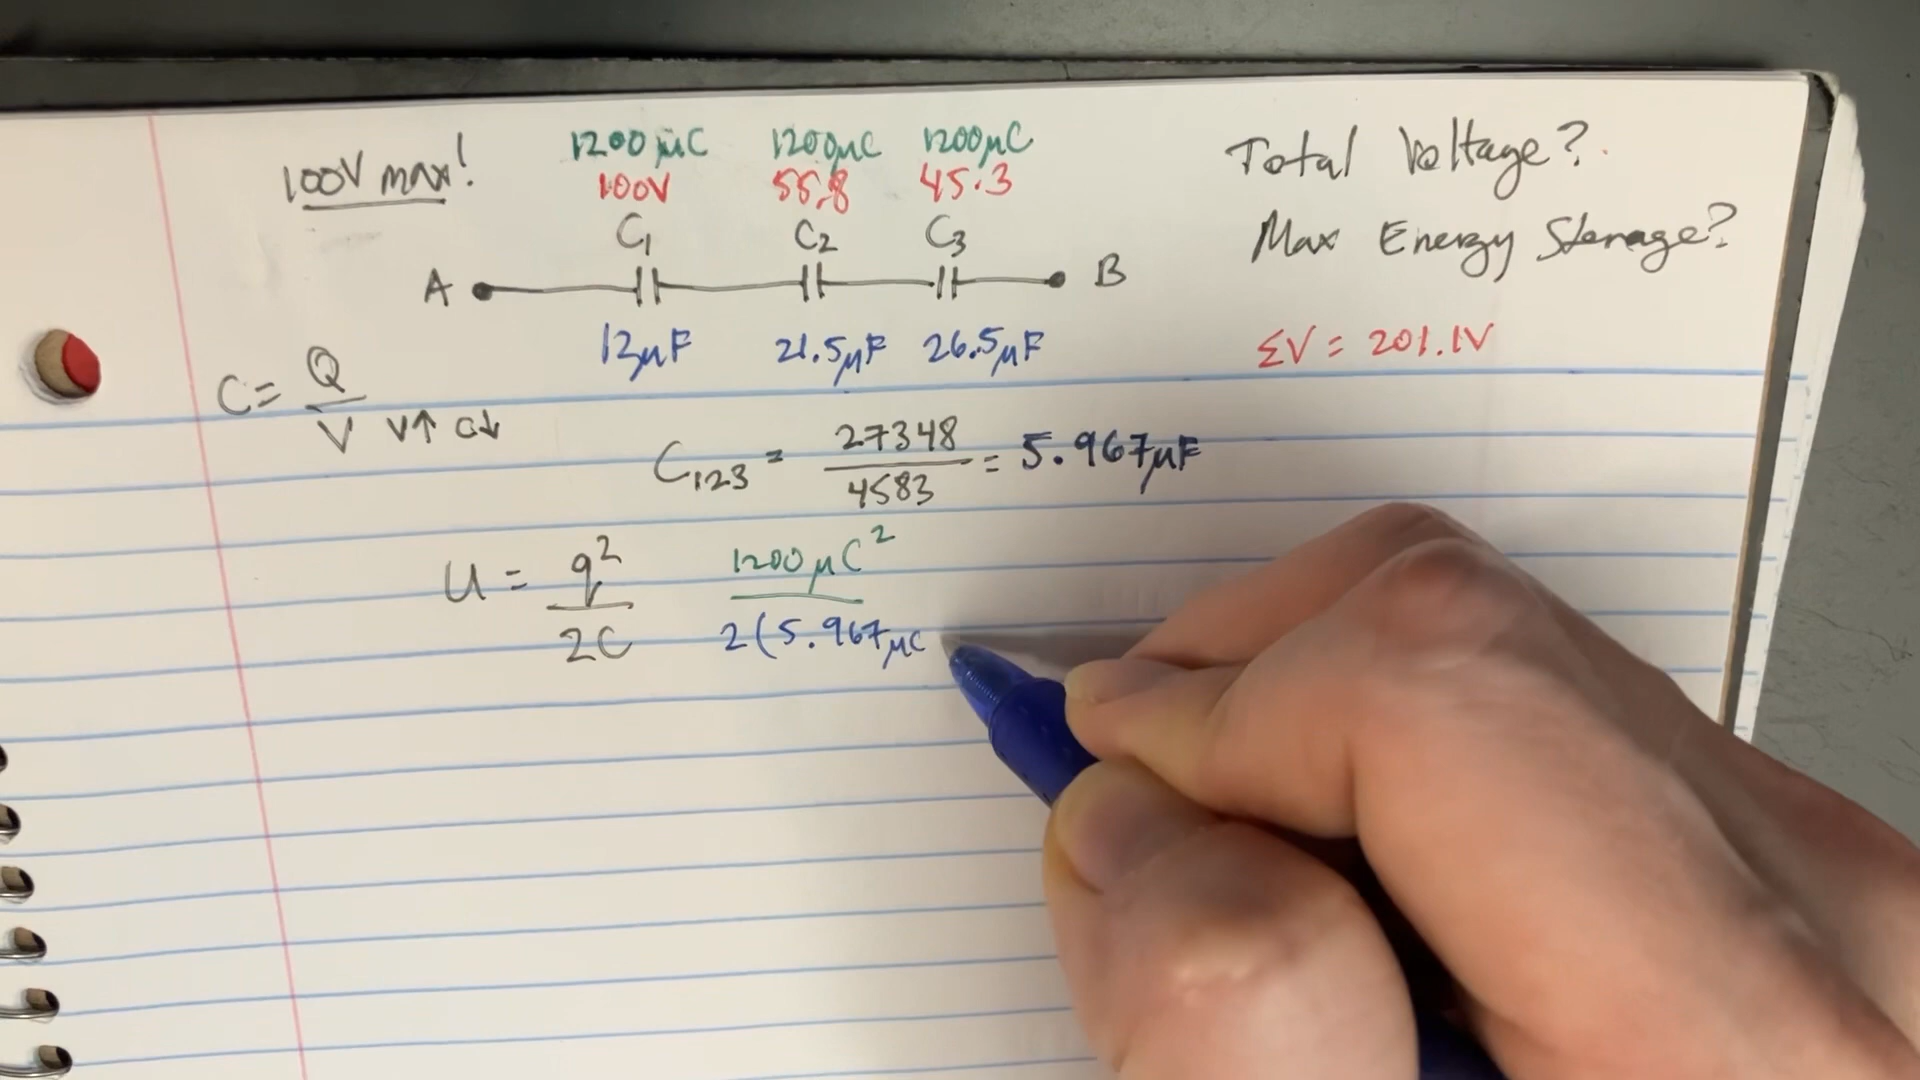 100V max!
1200μC 1200μC 1200μC
100V 55.8 45.3
C1 C2 C3
A B
12μF 21.5μF 26.5μF
Total Voltage?
Max Energy Storage?
ΣV = 201.1V
C = Q/V V↑ C↓
C123 = 27348/4583 = 5.967μF
U = q²/2C 1200μC²/2(5.967μC